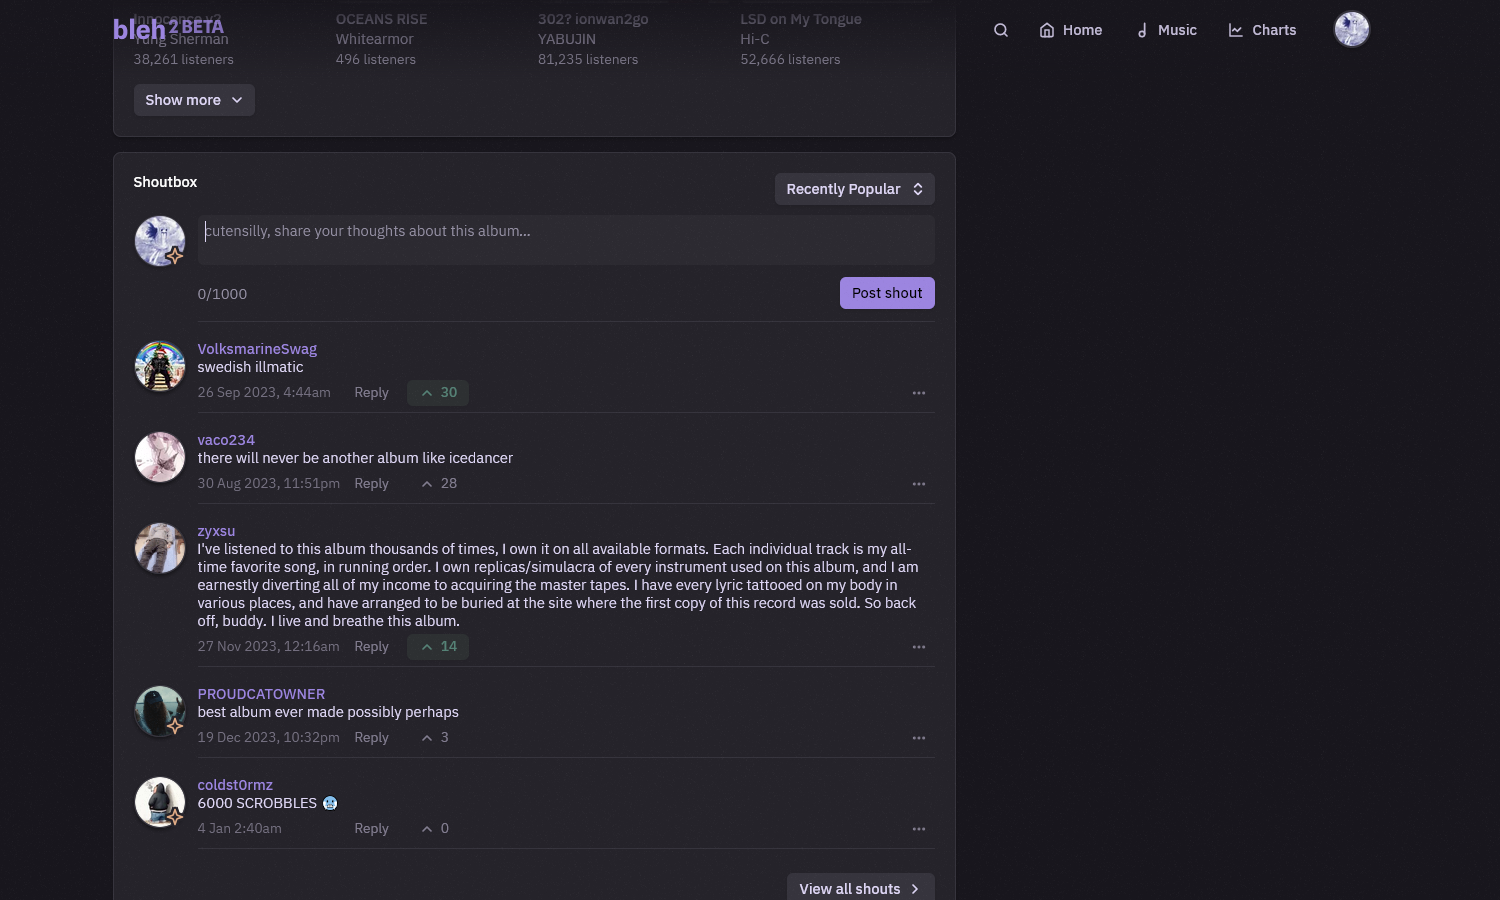 bleh 2 BETA
Home
Music
Charts
Innocence v2
OCEANS RISE
302? ionwan2go
LSD on My Tongue
Yung Sherman
Whitearmor
YABUJIN
Hi-C
38,261 listeners
496 listeners
81,235 listeners
52,666 listeners
Show more
Shoutbox
Recently Popular
cutensilly, share your thoughts about this album...
0/1000
Post shout
VolksmarineSwag
swedish illmatic
26 Sep 2023, 4:44am
Reply
30
vaco234
there will never be another album like icedancer
30 Aug 2023, 11:51pm
Reply
28
zyxsu
I've listened to this album thousands of times, I own it on all available formats. Each individual track is my all-
time favorite song, in running order. I own replicas/simulacra of every instrument used on this album, and I am
earnestly diverting all of my income to acquiring the master tapes. I have every lyric tattooed on my body in
various places, and have arranged to be buried at the site where the first copy of this record was sold. So back
off, buddy. I live and breathe this album.
27 Nov 2023, 12:16am
Reply
14
PROUDCATOWNER
best album ever made possibly perhaps
19 Dec 2023, 10:32pm
Reply
3
coldst0rmz
6000 SCROBBLES 🥶
4 Jan 2:40am
Reply
0
View all shouts